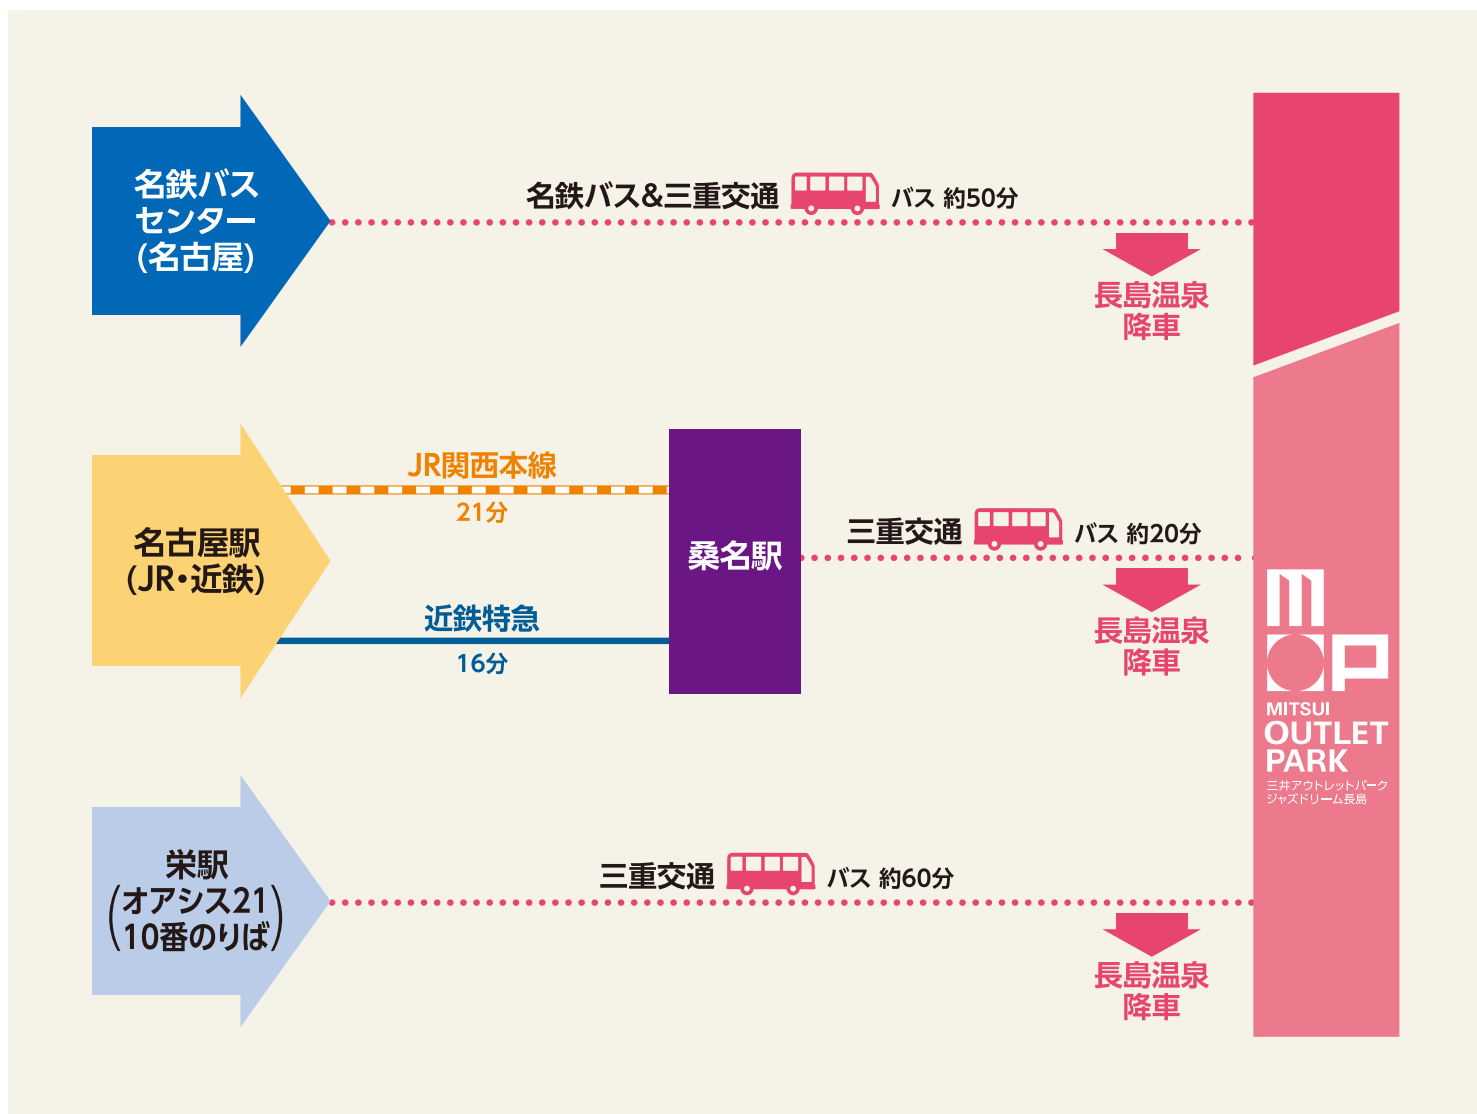 名鉄バス
センター
(名古屋)
名鉄バス&三重交通 バス 約50分
長島温泉
降車
名古屋駅
(JR・近鉄)
JR関西本線
21分
近鉄特急
16分
桑名駅
三重交通 バス 約20分
長島温泉
降車
栄駅
(オアシス21
10番のりば)
三重交通 バス 約60分
長島温泉
降車
MOP
MITSUI
OUTLET
PARK
三井アウトレットパーク
ジャズドリーム長島